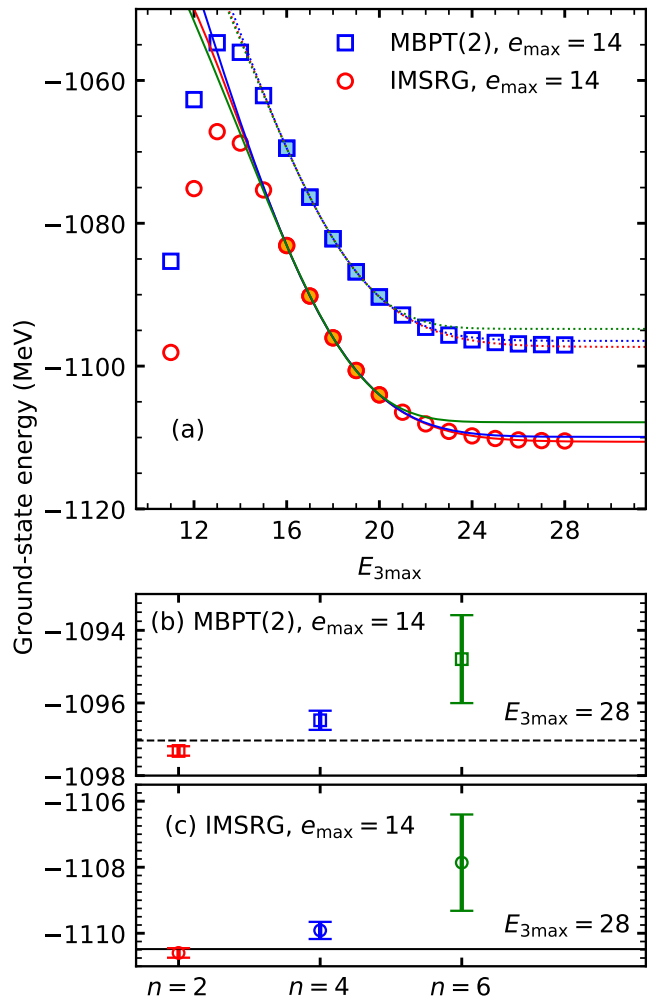 MBPT(2), e_max = 14
IMSRG, e_max = 14
−1060
−1080
−1100
−1120
(a)
12 16 20 24 28
E_3max
Ground-state energy (MeV)
(b) MBPT(2), e_max = 14
−1094
−1096
−1098
E_3max = 28
(c) IMSRG, e_max = 14
−1106
−1108
−1110
E_3max = 28
n = 2 n = 4 n = 6